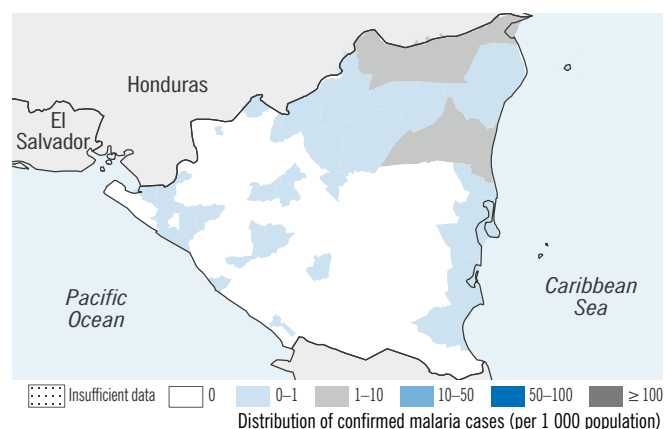 Honduras
El
Salvador
Pacific
Ocean
Caribbean
Sea
Insufficient data 0 0–1 1–10 10–50 50–100 ≥ 100
Distribution of confirmed malaria cases (per 1 000 population)